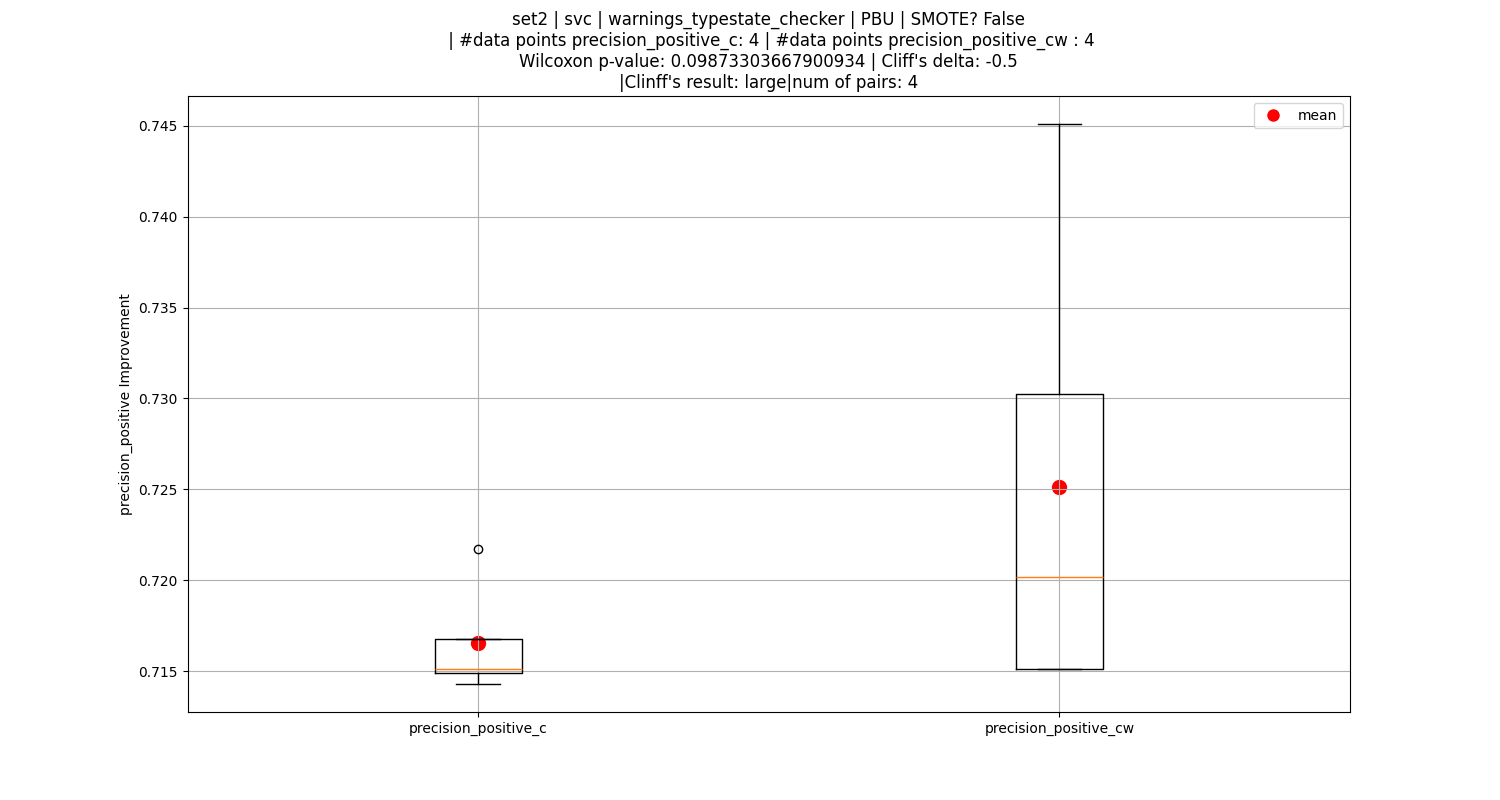 set2 | svc | warnings_typestate_checker | PBU | SMOTE? False
| #data points precision_positive_c: 4 | #data points precision_positive_cw : 4
Wilcoxon p-value: 0.09873303667900934 | Cliff's delta: -0.5
|Clinff's result: large|num of pairs: 4
mean
0.745
0.740
0.735
0.730
0.725
0.720
0.715
precision_positive Improvement
precision_positive_c
precision_positive_cw